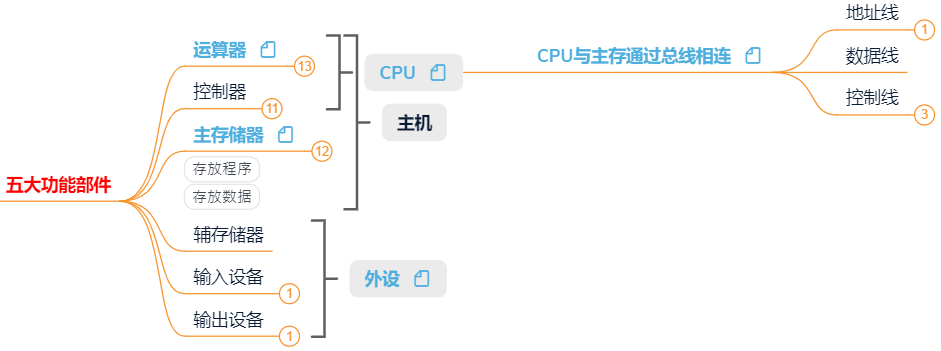 五大功能部件
运算器
13
控制器
11
主存储器
12
存放程序
存放数据
辅存储器
输入设备
1
输出设备
1
CPU
主机
外设
CPU与主存通过总线相连
地址线
1
数据线
控制线
3